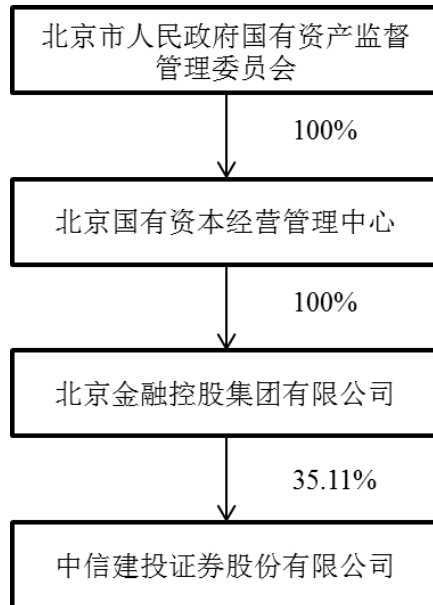 北京市人民政府国有资产监督
管理委员会
100%
北京国有资本经营管理中心
100%
北京金融控股集团有限公司
35.11%
中信建投证券股份有限公司